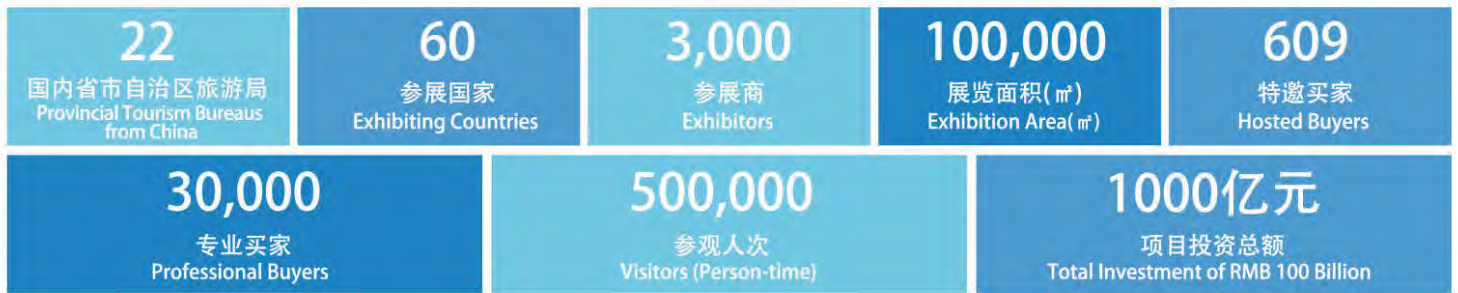 22
国内省市自治区旅游局
Provincial Tourism Bureaus
from China
60
参展国家
Exhibiting Countries
3,000
参展商
Exhibitors
100,000
展览面积(㎡)
Exhibition Area(㎡)
609
特邀买家
Hosted Buyers
30,000
专业买家
Professional Buyers
500,000
参观人次
Visitors (Person-time)
1000亿元
项目投资总额
Total Investment of RMB 100 Billion